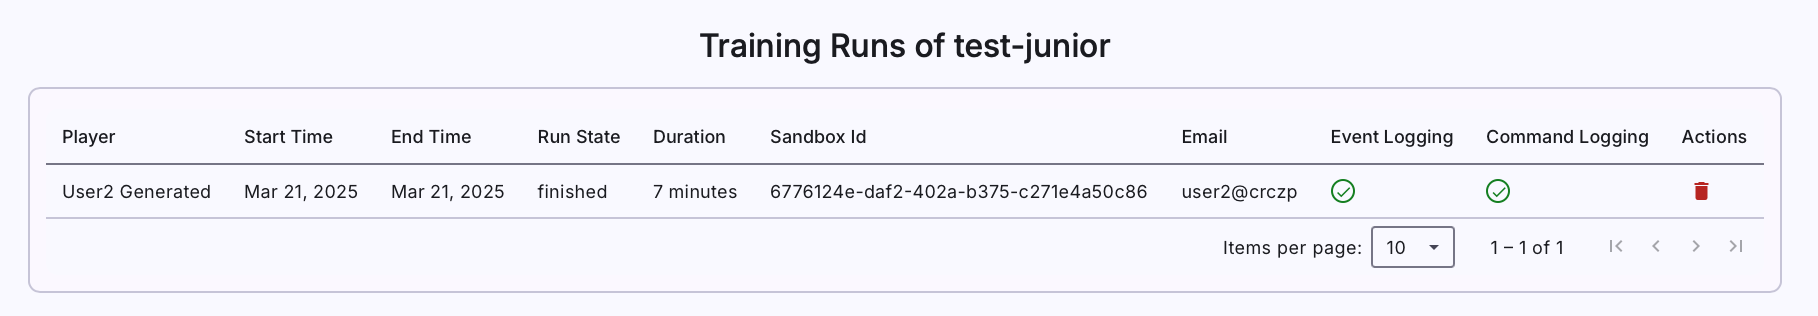 Training Runs of test-junior
Player Start Time End Time Run State Duration Sandbox Id Email Event Logging Command Logging Actions
User2 Generated Mar 21, 2025 Mar 21, 2025 finished 7 minutes 6776124e-daf2-402a-b375-c271e4a50c86 user2@crczp
Items per page: 10 1 – 1 of 1